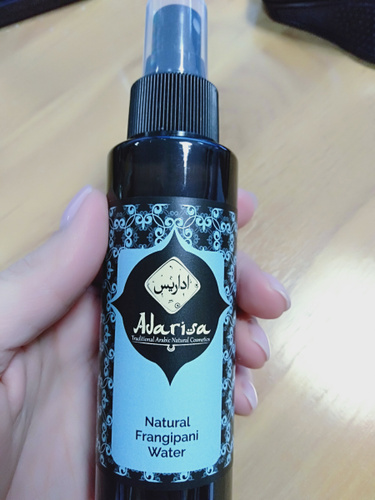 اداريس
Adarisa
Traditional Arabic Natural Cosmetics
Natural
Frangipani
Water